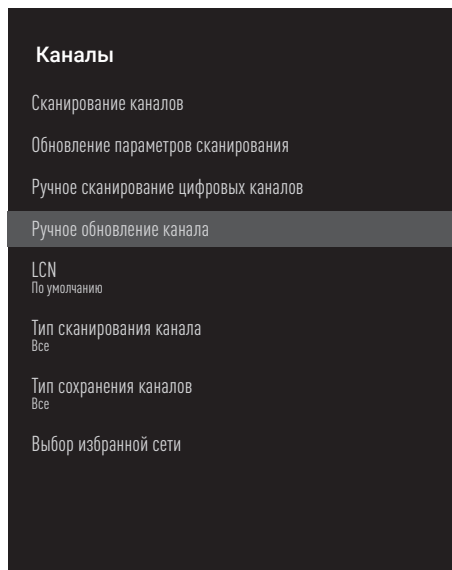 Каналы
Сканирование каналов
Обновление параметров сканирования
Ручное сканирование цифровых каналов
Ручное обновление канала
LCN
По умолчанию
Тип сканирования канала
Все
Тип сохранения каналов
Все
Выбор избранной сети